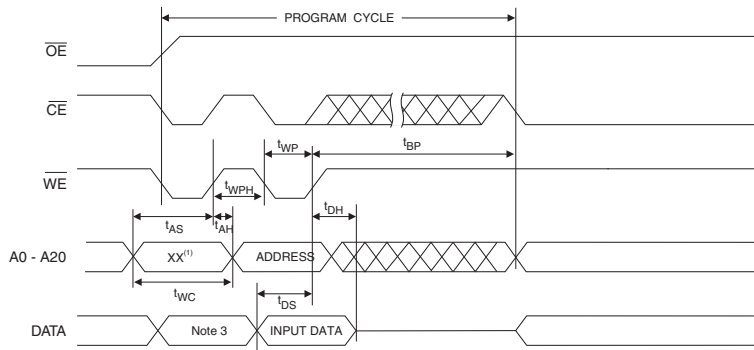 PROGRAM CYCLE
OE
CE
tWP
tBP
WE
tWPH
tDH
tAS
tAH
A0 - A20
XX(1)
ADDRESS
tWC
tDS
DATA
Note 3
INPUT DATA